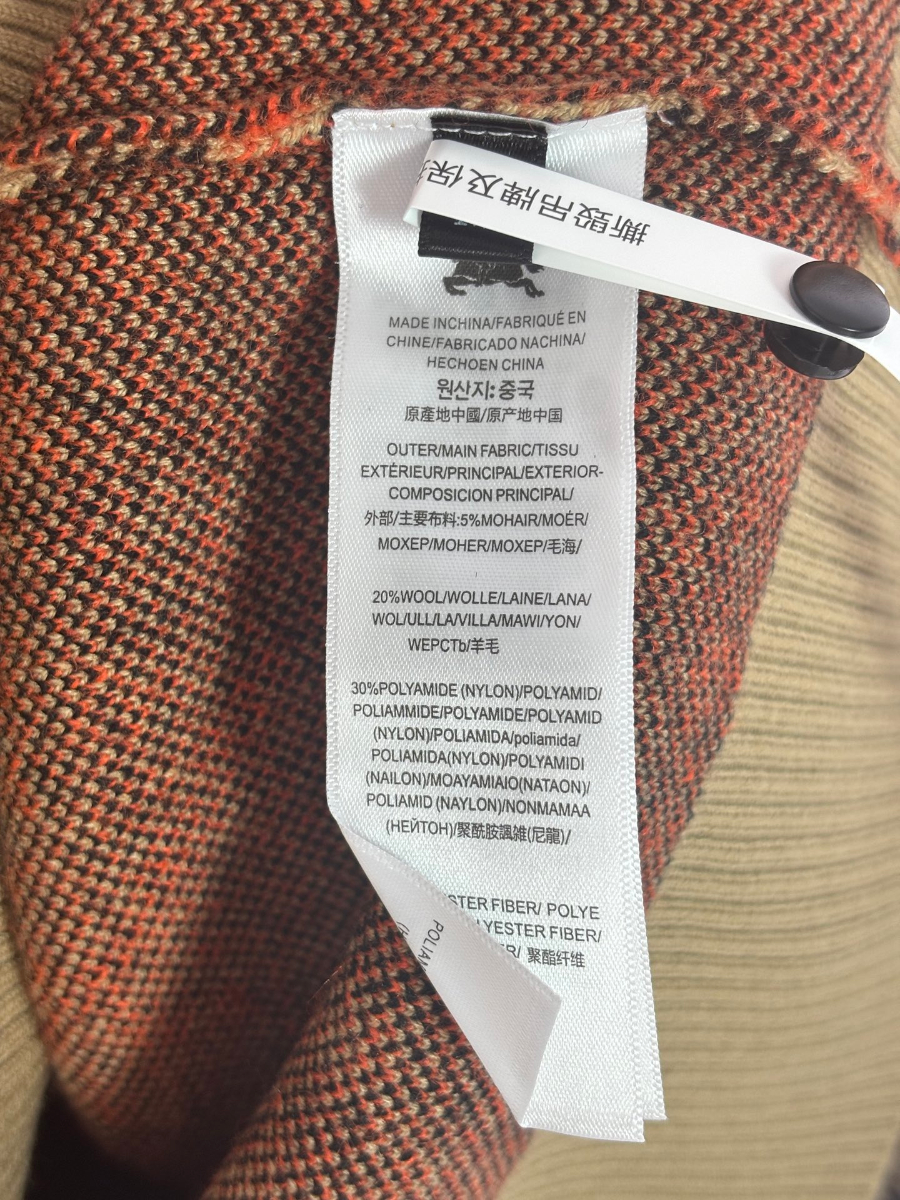 撕毁吊牌及保
MADE INCHINA/FABRIQUÉ EN
CHINE/FABRICADO NACHINA/
HECHOEN CHINA
원산지:중국
原產地中國/原产地中国
OUTER/MAIN FABRIC/TISSU
EXTÉRIEUR/PRINCIPAL/EXTERIOR-
COMPOSICION PRINCIPAL/
外部/主要布料:5%MOHAIR/MOÉR/
MOXEP/MOHER/MOXEP/毛海/
20%WOOL/WOLLE/LAINE/LANA/
WOL/ULL/LA/VILLA/MAWI/YON/
WEPCTb/羊毛
30%POLYAMIDE (NYLON)/POLYAMID/
POLIAMMIDE/POLYAMIDE/POLYAMID
(NYLON)/POLIAMIDA/poliamida/
POLIAMIDA(NYLON)/POLYAMIDI
(NAILON)/MOAYAMIAIO(NATAON)/
POLIAMID (NAYLON)/NONMAMAA
(НЕЙТОН)/聚酰胺諷雑(尼龍)/
STER FIBER/ POLYE
YESTER FIBER/
ER/ 聚酯纤维
POLIAM